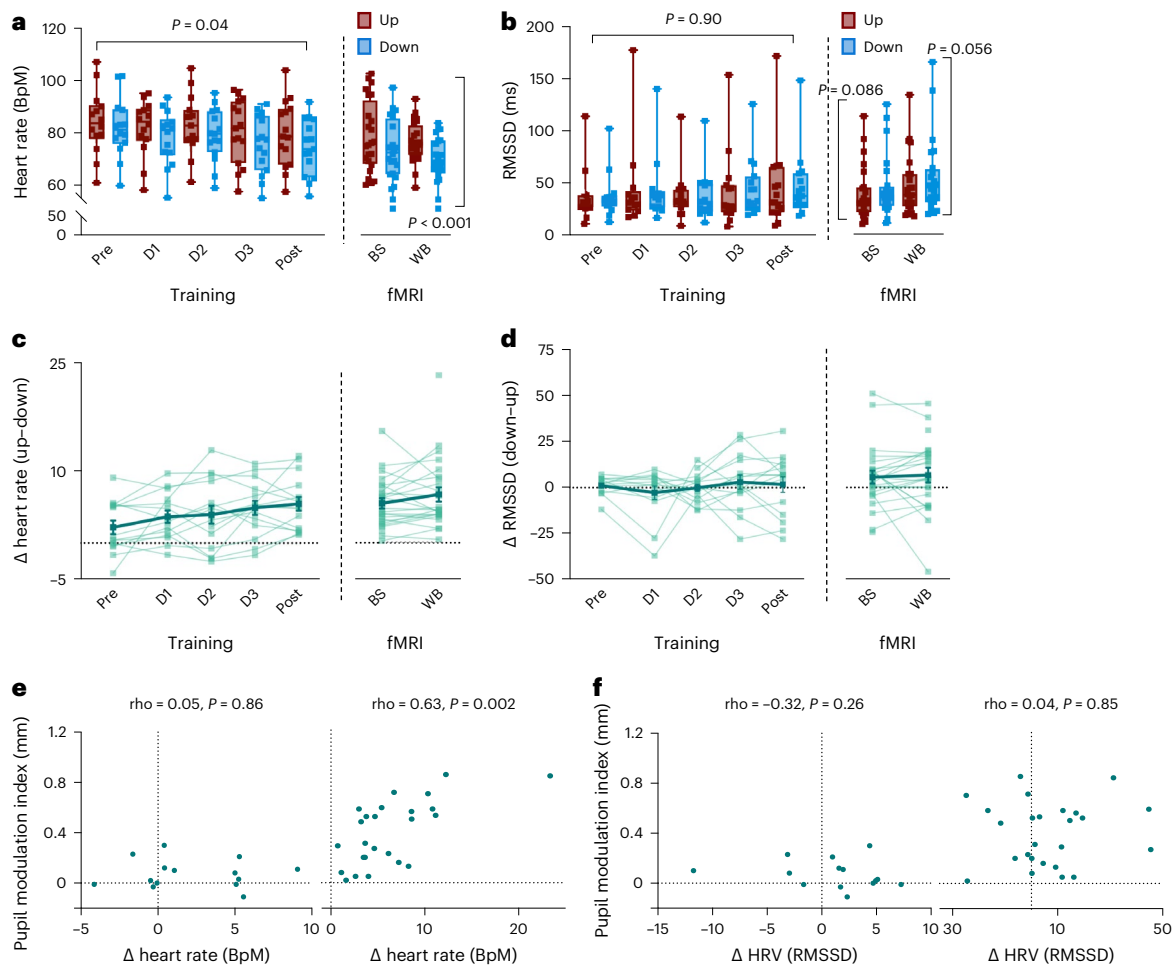 a
Up
Down
P = 0.04
P < 0.001
Heart rate (BpM)
120
100
80
60
50
0
Pre
D1
D2
D3
Post
BS
WB
Training
fMRI
b
Up
Down
P = 0.90
P = 0.086
P = 0.056
RMSSD (ms)
200
150
100
50
0
Pre
D1
D2
D3
Post
BS
WB
Training
fMRI
c
Δ heart rate (up–down)
25
10
–5
Pre
D1
D2
D3
Post
BS
WB
Training
fMRI
d
Δ RMSSD (down–up)
75
50
25
0
–25
–50
Pre
D1
D2
D3
Post
BS
WB
Training
fMRI
e
rho = 0.05, P = 0.86
rho = 0.63, P = 0.002
Pupil modulation index (mm)
1.2
0.8
0.4
0
–5
0
5
10
0
10
20
Δ heart rate (BpM)
Δ heart rate (BpM)
f
rho = –0.32, P = 0.26
rho = 0.04, P = 0.85
Pupil modulation index (mm)
1.2
0.8
0.4
0
–15
–10
–5
0
5
10
30
10
50
Δ HRV (RMSSD)
Δ HRV (RMSSD)